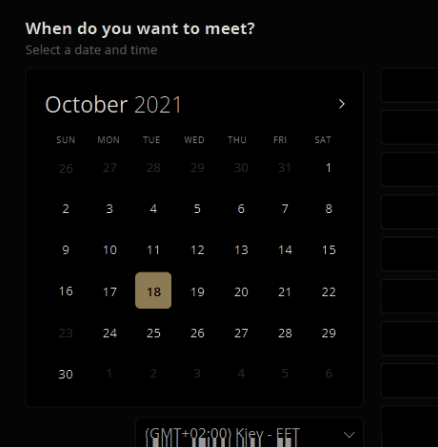 When do you want to meet?
Select a date and time
October 2021
SUN MON TUE WED THU FRI SAT
26 27 28 29 30 31 1
2 3 4 5 6 7 8
9 10 11 12 13 14 15
16 17 18 19 20 21 22
23 24 25 26 27 28 29
30 1 2 3 4 5 6
(GMT+02:00) Kiev - EET